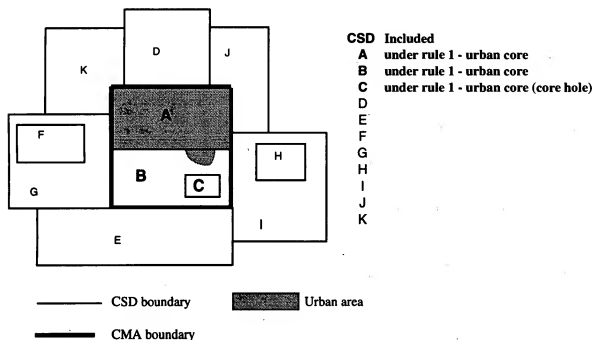 D
J
K
A
F
H
B
C
G
I
E
CSD Included
A under rule 1 - urban core
B under rule 1 - urban core
C under rule 1 - urban core (core hole)
D
E
F
G
H
I
J
K
CSD boundary
Urban area
CMA boundary